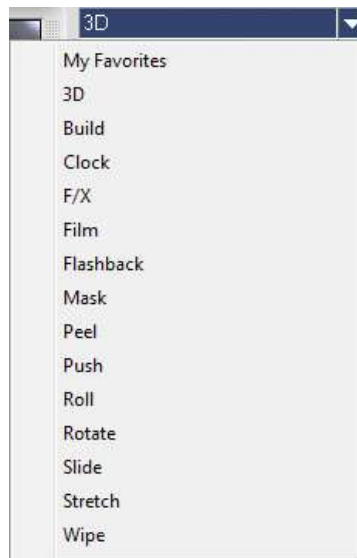 3D
My Favorites
3D
Build
Clock
F/X
Film
Flashback
Mask
Peel
Push
Roll
Rotate
Slide
Stretch
Wipe